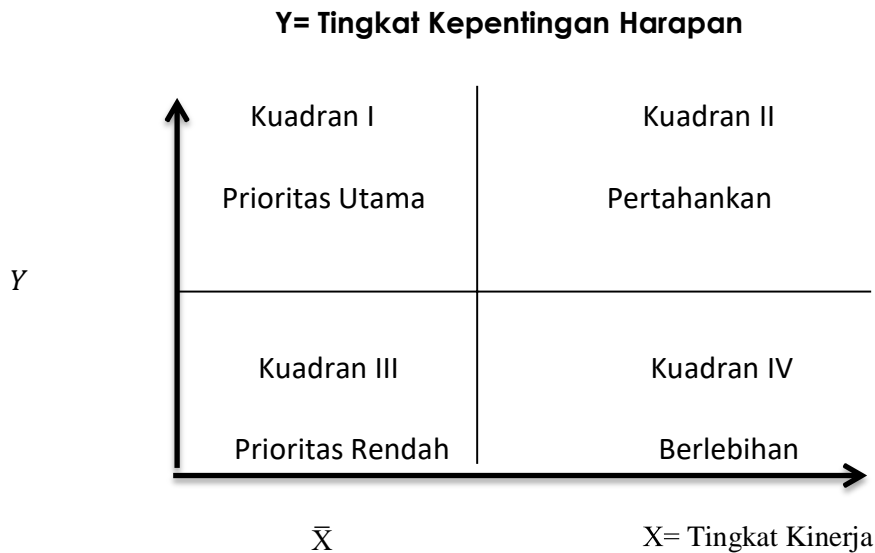 Y= Tingkat Kepentingan Harapan
Kuadran I Kuadran II
Prioritas Utama Pertahankan
Y
Kuadran III Kuadran IV
Prioritas Rendah Berlebihan
X̅ X= Tingkat Kinerja